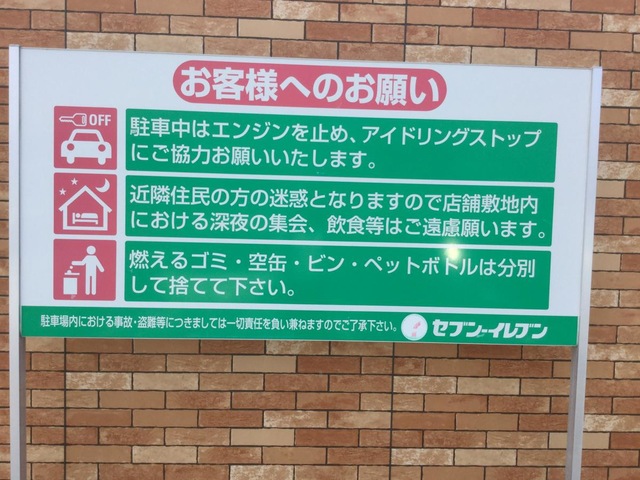 お客様へのお願い
OFF
駐車中はエンジンを止め、アイドリングストップ
にご協力お願いいたします。
近隣住民の方の迷惑となりますので店舗敷地内
における深夜の集会、飲食等はご遠慮願います。
燃えるゴミ・空缶・ビン・ペットボトルは分別
して捨てて下さい。
駐車場内における事故・盗難等につきましては一切責任を負い兼ねますのでご了承下さい。
セブン-イレブン